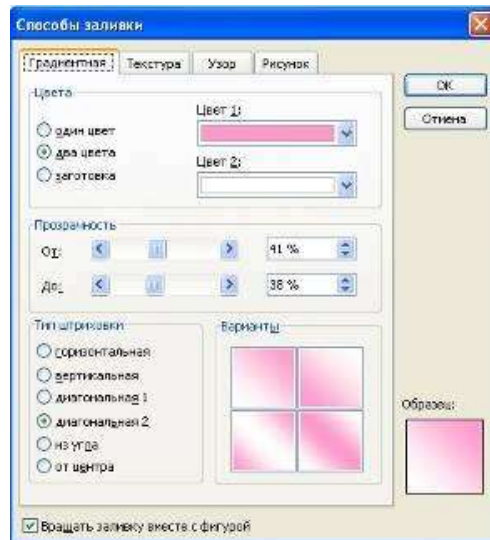 Способы заливки
Градиентная Текстура Узор Рисунок
Цвета
один цвет
два цвета
заготовка
Цвет 1:
Цвет 2:
OK
Отмена
Прозрачность
От: 41 %
До: 38 %
Тип штриховки
горизонтальная
вертикальная
диагональная 1
диагональная 2
из угла
от центра
Варианты
Образец:
Вращать заливку вместе с фигурой